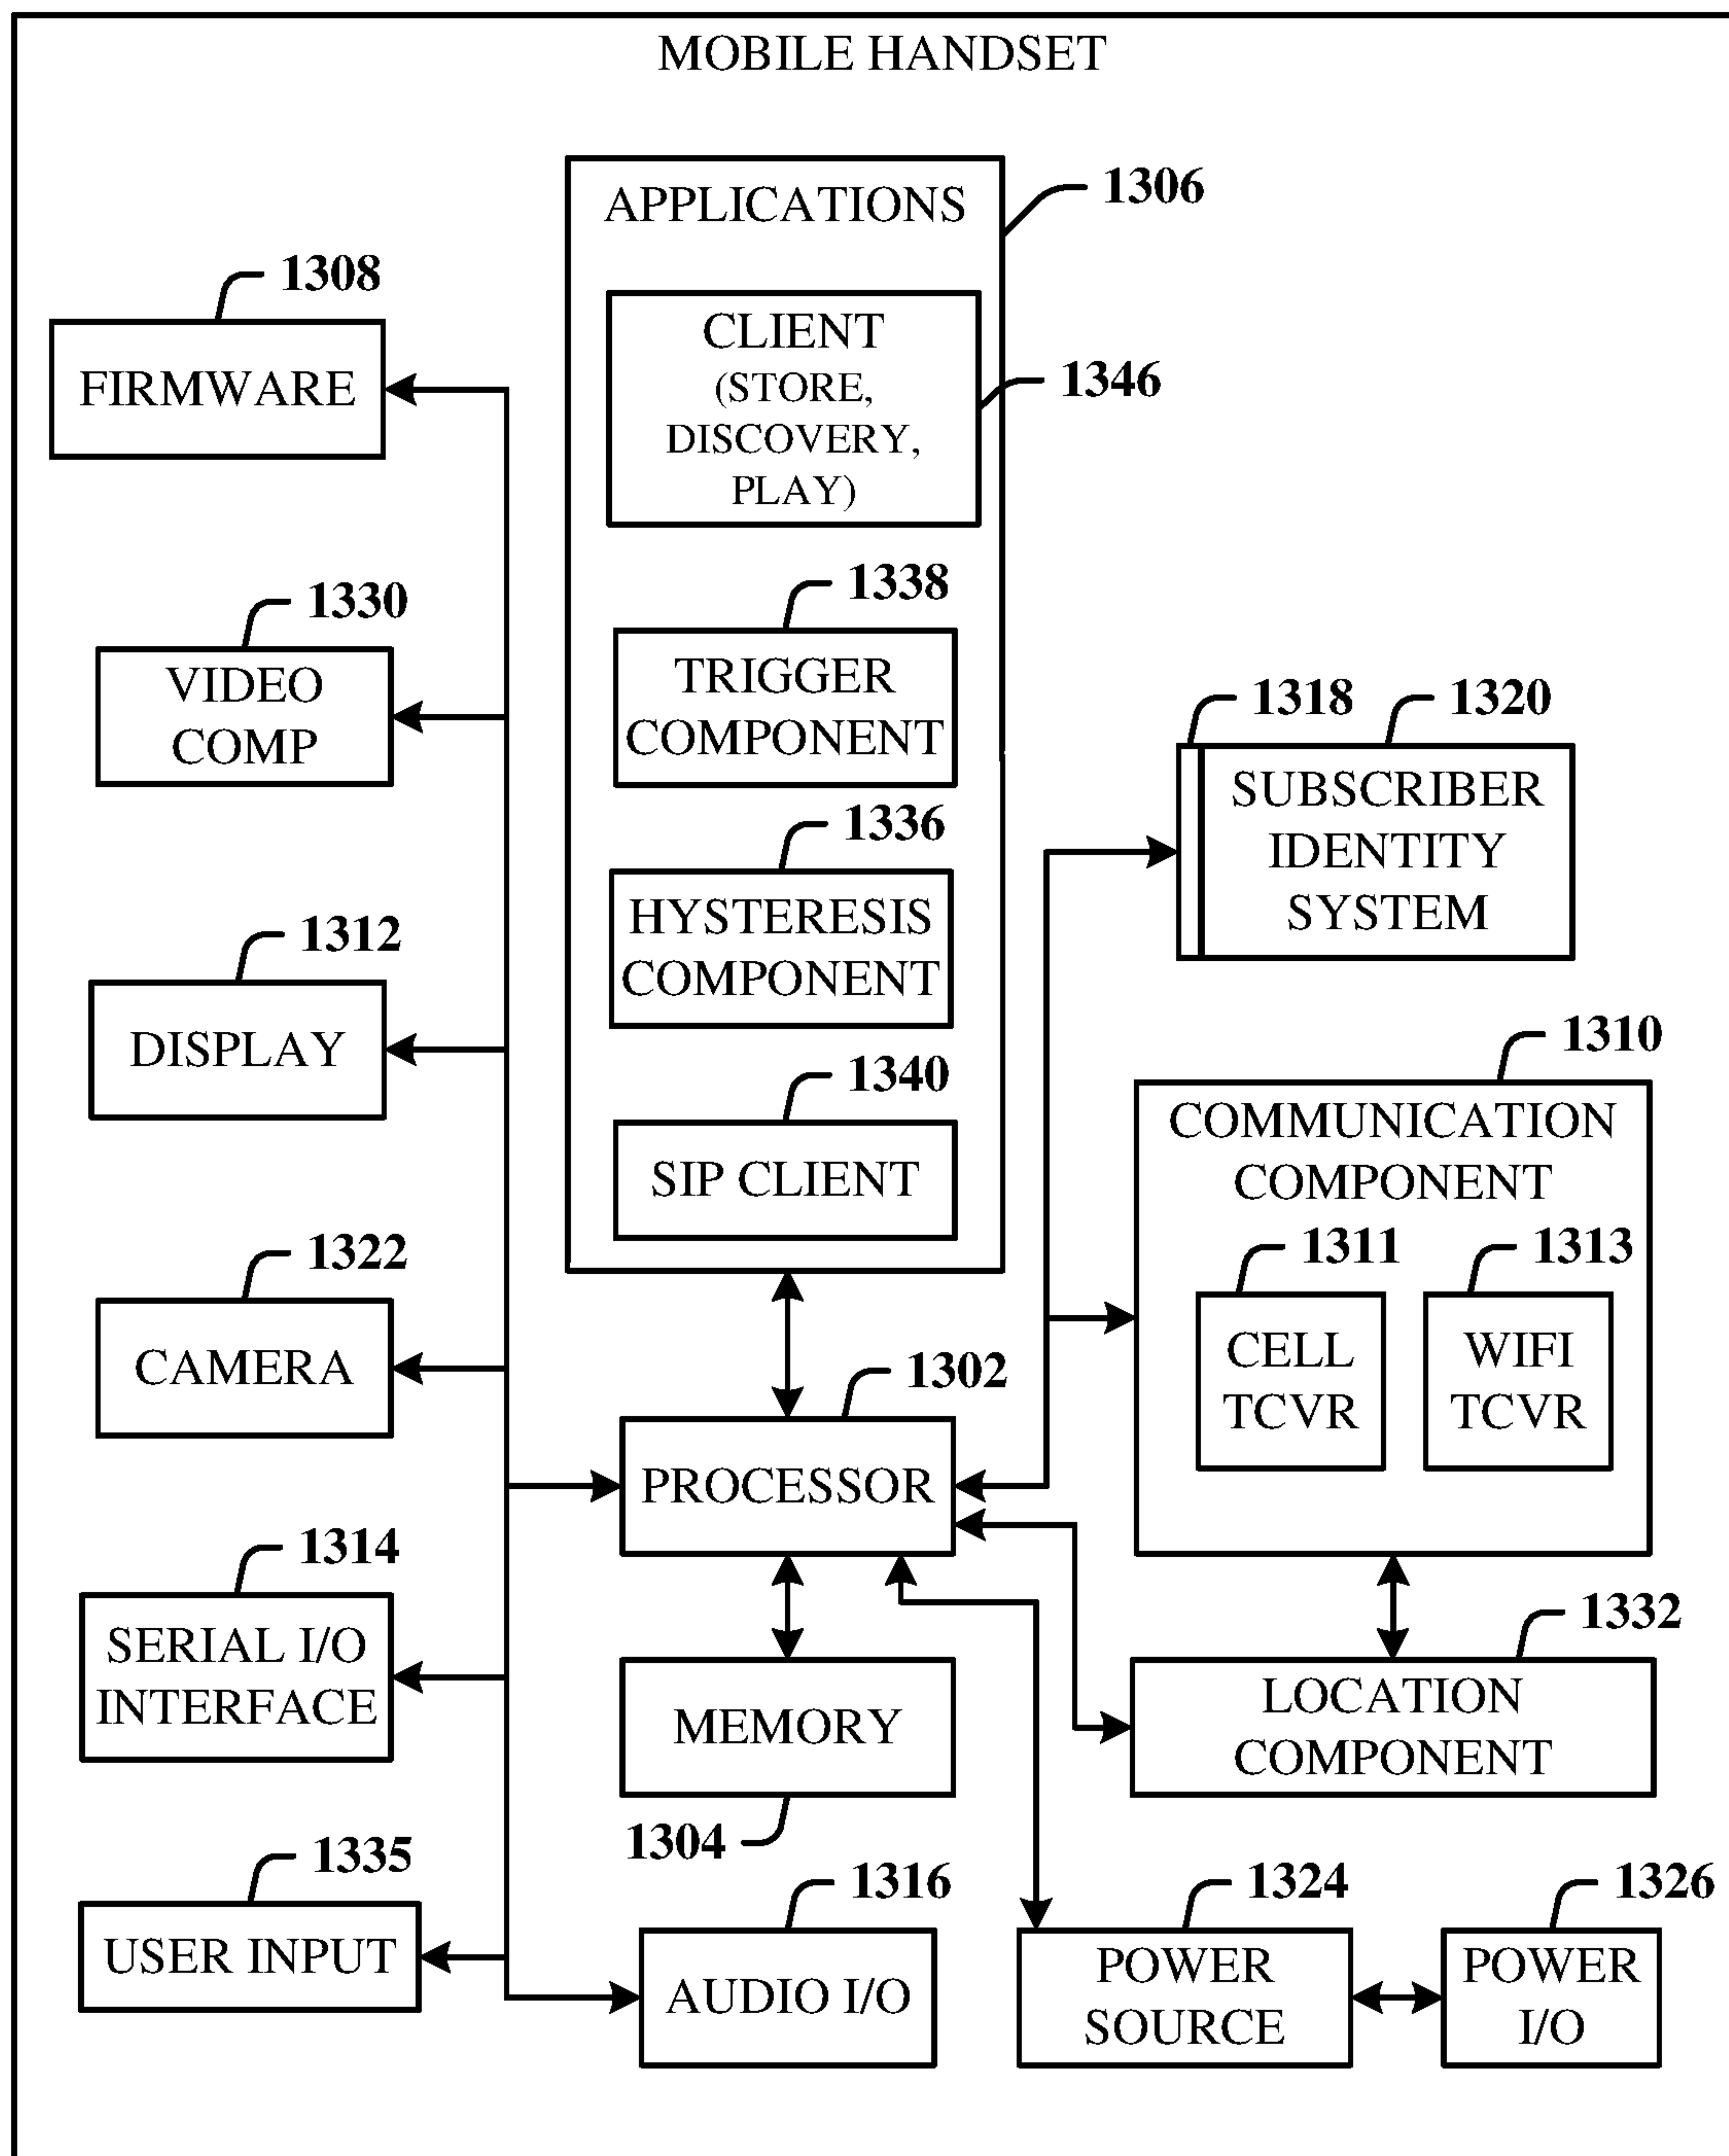 MOBILE HANDSET
APPLICATIONS
1306
CLIENT
(STORE,
DISCOVERY,
PLAY)
1346
1338
TRIGGER
COMPONENT
1336
HYSTERESIS
COMPONENT
1340
SIP CLIENT
1308
FIRMWARE
1330
VIDEO
COMP
1312
DISPLAY
1322
CAMERA
1314
SERIAL I/O
INTERFACE
1335
USER INPUT
1302
PROCESSOR
MEMORY
1304
1316
AUDIO I/O
1318
1320
SUBSCRIBER
IDENTITY
SYSTEM
1310
COMMUNICATION
COMPONENT
1311
CELL
TCVR
1313
WIFI
TCVR
1332
LOCATION
COMPONENT
1324
POWER
SOURCE
1326
POWER
I/O